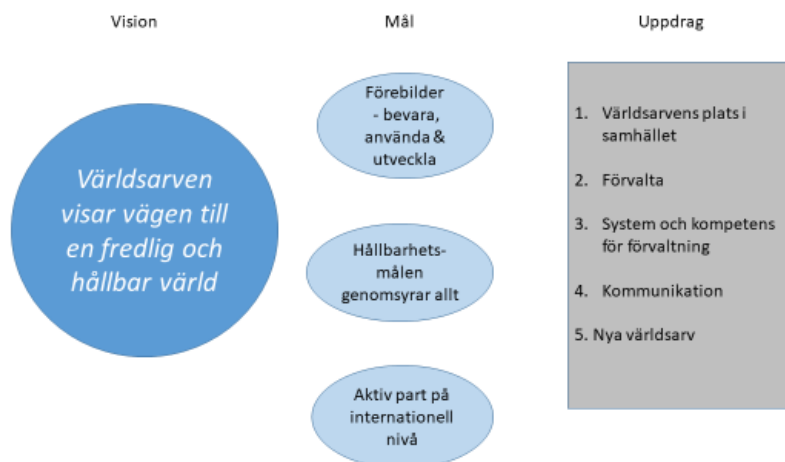 Vision
Världsarven
visar vägen till
en fredlig och
hållbar värld
Mål
Förebilder
- bevara,
använda &
utveckla
Hållbarhets-
målen
genomsyrar allt
Aktiv part på
internationell
nivå
Uppdrag
1. Världsarvens plats i
samhället
2. Förvalta
3. System och kompetens
för förvaltning
4. Kommunikation
5. Nya världsarv